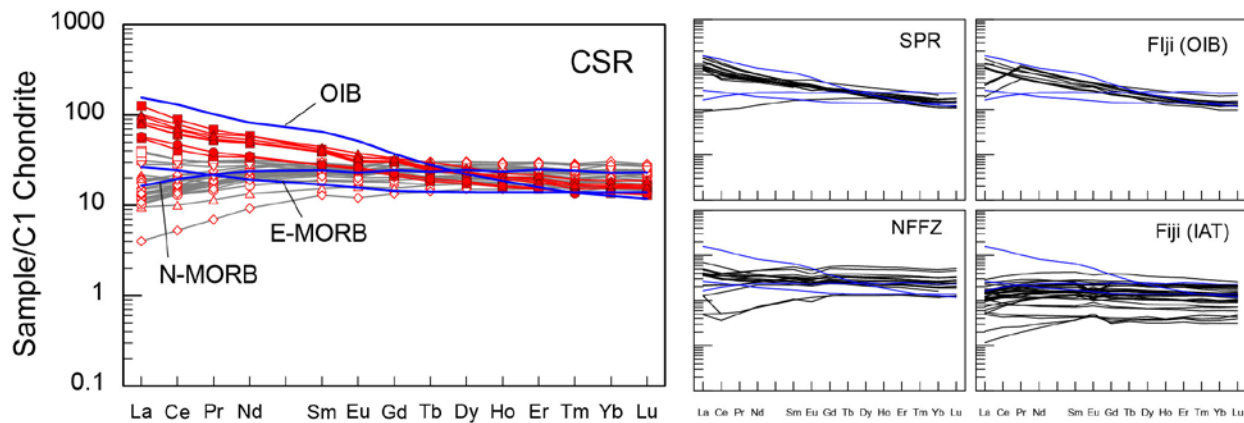 Sample/C1 Chondrite
1000
100
10
1
0.1
CSR
OIB
E-MORB
N-MORB
La Ce Pr Nd Sm Eu Gd Tb Dy Ho Er Tm Yb Lu
SPR
FIji (OIB)
NFFZ
Fiji (IAT)
La Ce Pr Nd Sm Eu Gd Tb Dy Ho Er Tm Yb Lu
La Ce Pr Nd Sm Eu Gd Tb Dy Ho Er Tm Yb Lu